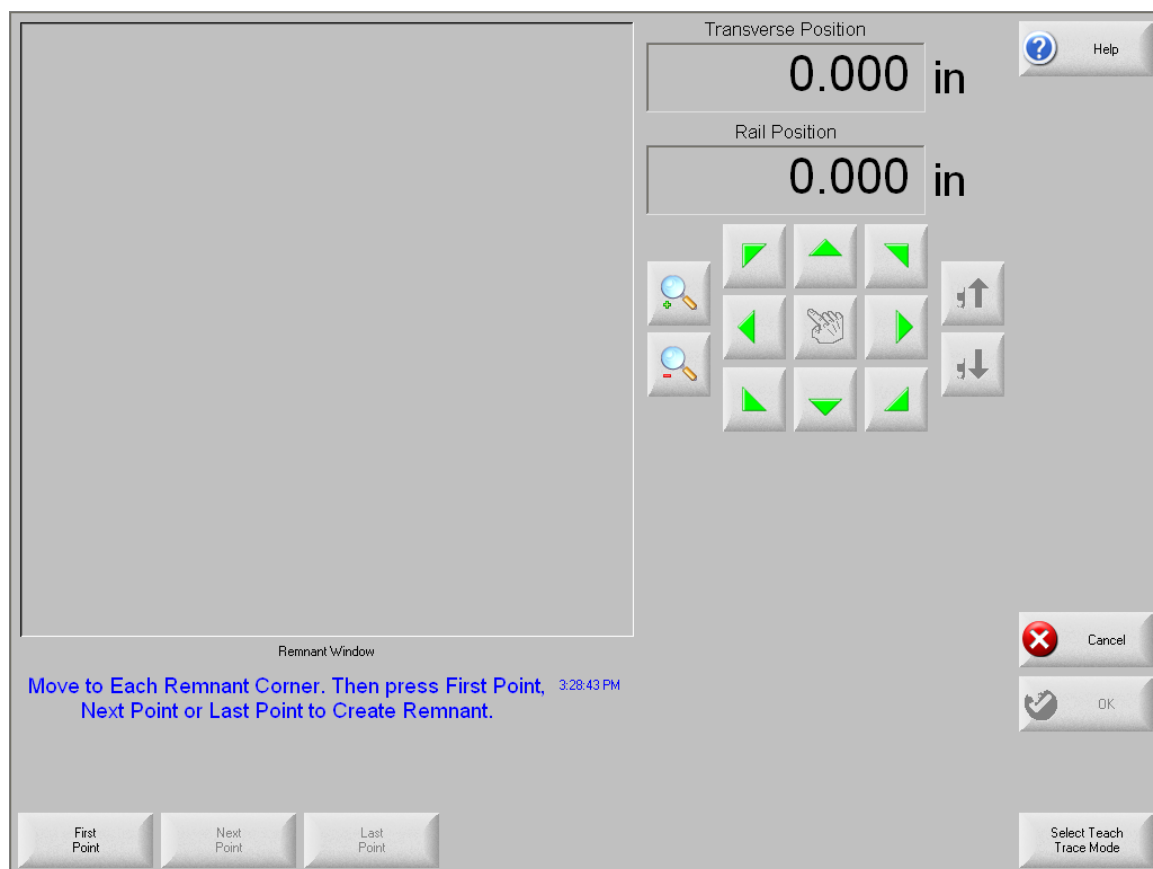 Transverse Position
0.000 in
Help
Rail Position
0.000 in
Remnant Window
Cancel
Move to Each Remnant Corner. Then press First Point, 3:28:43 PM
Next Point or Last Point to Create Remnant.
OK
First
Point
Next
Point
Last
Point
Select Teach
Trace Mode